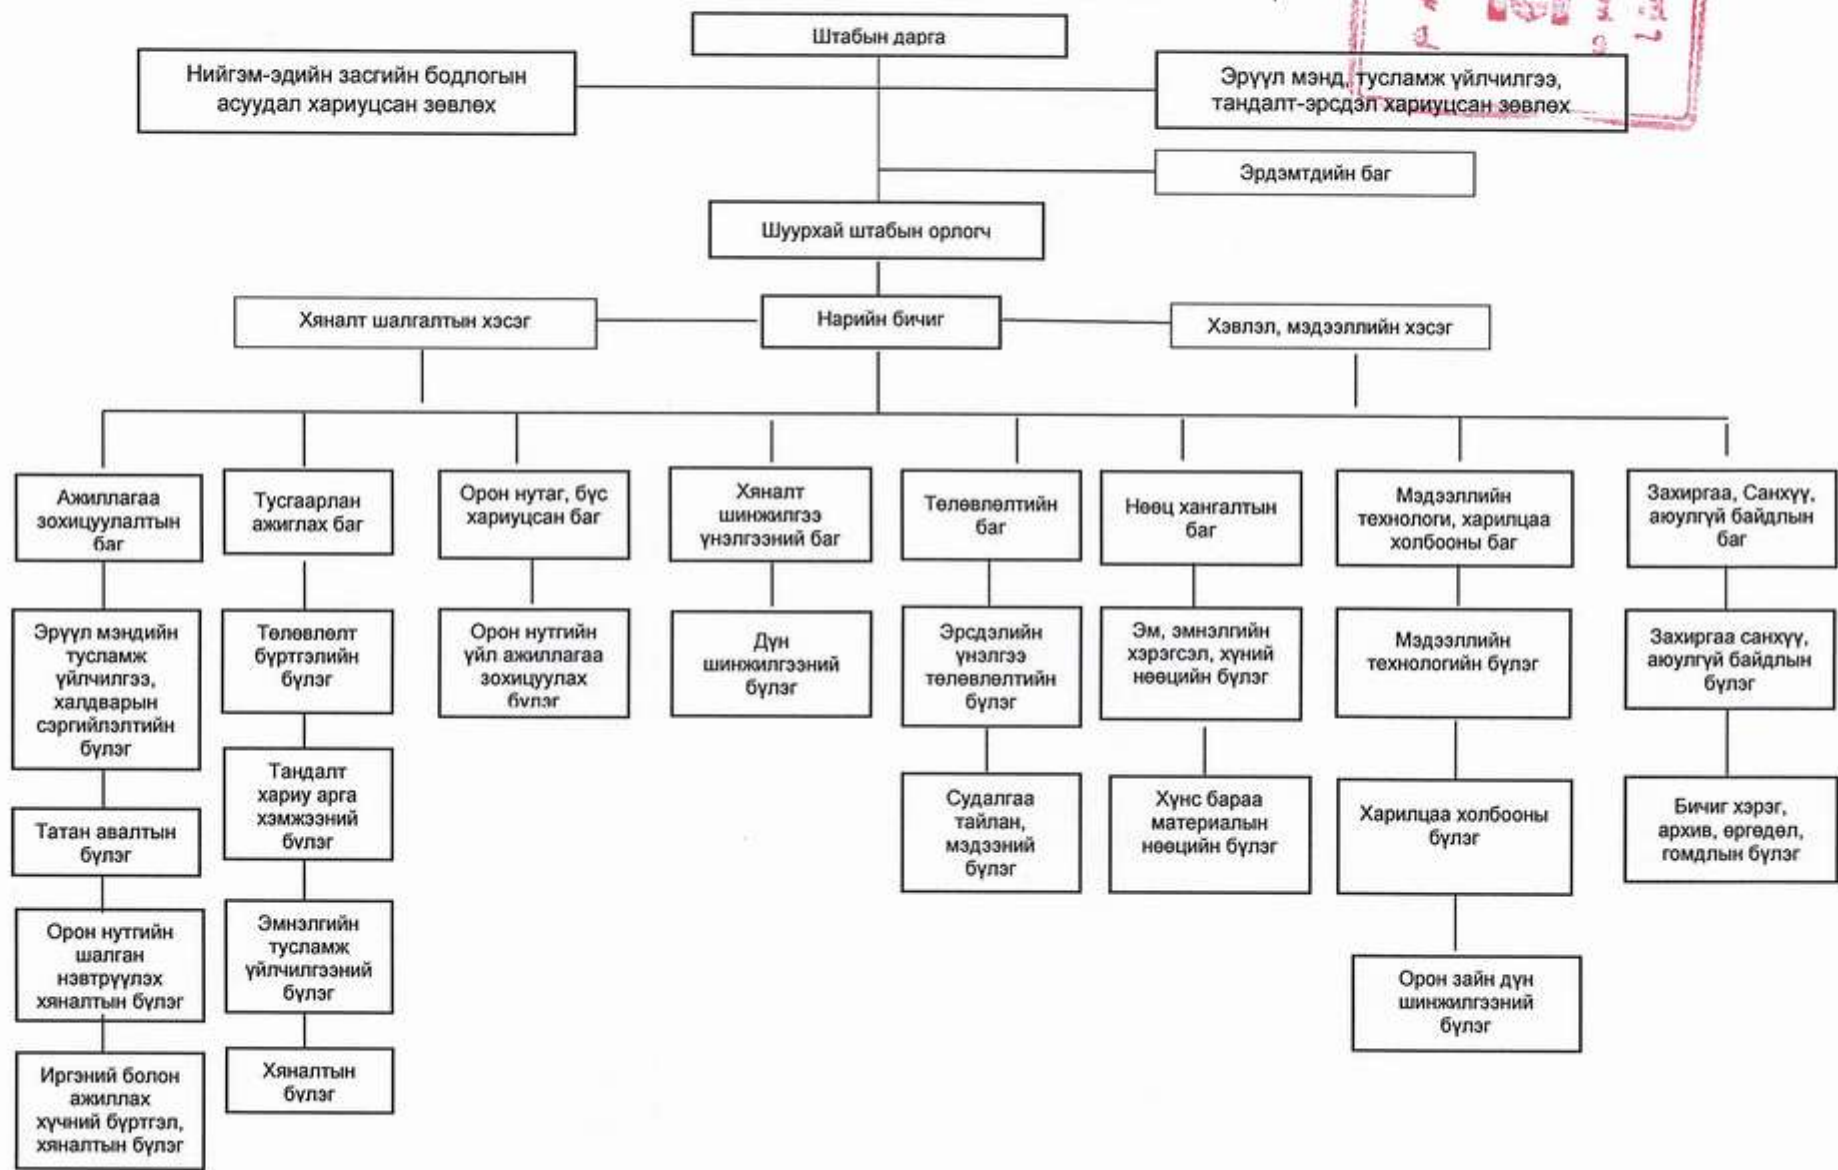 Штабын дарга
Нийгэм-эдийн засгийн бодлогын
асуудал хариуцсан зөвлөх
Эрүүл мэнд, тусламж үйлчилгээ,
тандалт-эрсдэл хариуцсан зөвлөх
Эрдэмтдийн баг
Шуурхай штабын орлогч
Хяналт шалгалтын хэсэг
Нарийн бичиг
Хэвлэл, мэдээллийн хэсэг
Ажиллагаа
зохицуулалтын
баг
Тусгаарлан
ажиглах баг
Орон нутаг, бүс
хариуцсан баг
Хяналт
шинжилгээ
үнэлгээний баг
Төлөвлөлтийн
баг
Нөөц хангалтын
баг
Мэдээллийн
технологи, харилцаа
холбооны баг
Захиргаа, Санхүү,
аюулгүй байдлын
баг
Эрүүл мэндийн
тусламж
үйлчилгээ,
халдварын
сэргийлэлтийн
бүлэг
Төлөвлөлт
бүртгэлийн
бүлэг
Орон нутгийн
үйл ажиллагаа
зохицуулах
бүлэг
Дүн
шинжилгээний
бүлэг
Эрсдэлийн
үнэлгээ
төлөвлөлтийн
бүлэг
Эм, эмнэлгийн
хэрэгсэл, хүний
нөөцийн бүлэг
Мэдээллийн
технологийн бүлэг
Захиргаа санхүү,
аюулгүй байдлын
бүлэг
Татан авалтын
бүлэг
Тандалт
хариу арга
хэмжээний
бүлэг
Судалгаа
тайлан,
мэдээний
бүлэг
Хүнс бараа
материалын
нөөцийн бүлэг
Харилцаа холбооны
бүлэг
Бичиг хэрэг,
архив, өргөдөл,
гомдлын бүлэг
Орон нутгийн
шалган
нэвтрүүлэх
хяналтын бүлэг
Эмнэлгийн
тусламж
үйлчилгээний
бүлэг
Орон зайн дүн
шинжилгээний
бүлэг
Иргэний болон
ажиллах
хүчний бүртгэл,
хяналтын бүлэг
Хяналтын
бүлэг